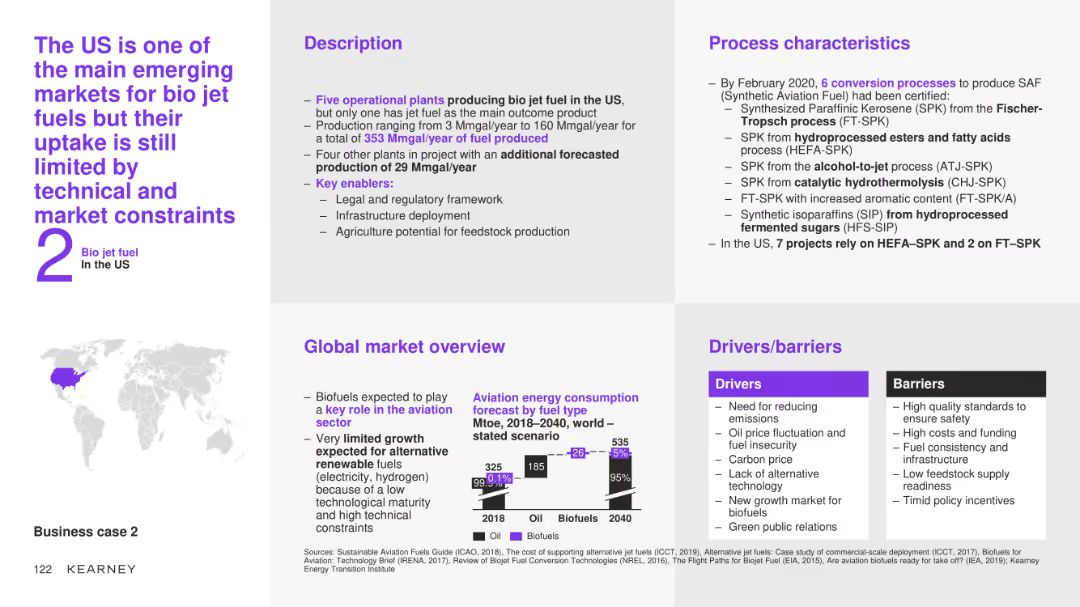 The US is one of
the main emerging
markets for bio jet
fuels but their
uptake is still
limited by
technical and
market constraints
2
Bio jet fuel
In the US
Business case 2
122 KEARNEY
Description
– Five operational plants producing bio jet fuel in the US,
but only one has jet fuel as the main outcome product
– Production ranging from 3 Mmgal/year to 160 Mmgal/year for
a total of 353 Mmgal/year of fuel produced
– Four other plants in project with an additional forecasted
production of 29 Mmgal/year
– Key enablers:
– Legal and regulatory framework
– Infrastructure deployment
– Agriculture potential for feedstock production
Process characteristics
– By February 2020, 6 conversion processes to produce SAF
(Synthetic Aviation Fuel) had been certified:
– Synthesized Paraffinic Kerosene (SPK) from the Fischer-
Tropsch process (FT-SPK)
– SPK from hydroprocessed esters and fatty acids
process (HEFA-SPK)
– SPK from the alcohol-to-jet process (ATJ-SPK)
– SPK from catalytic hydrothermolysis (CHJ-SPK)
– FT-SPK with increased aromatic content (FT-SPK/A)
– Synthetic isoparaffins (SIP) from hydroprocessed
fermented sugars (HFS-SIP)
– In the US, 7 projects rely on HEFA–SPK and 2 on FT–SPK
Global market overview
– Biofuels expected to play
a key role in the aviation
sector
– Very limited growth
expected for alternative
renewable fuels
(electricity, hydrogen)
because of a low
technological maturity
and high technical
constraints
Aviation energy consumption
forecast by fuel type
Mtoe, 2018–2040, world –
stated scenario
535
26 5%
325
185
0.1%
95%
2018 Oil Biofuels 2040
Oil Biofuels
Drivers/barriers
Drivers
– Need for reducing
emissions
– Oil price fluctuation and
fuel insecurity
– Carbon price
– Lack of alternative
technology
– New growth market for
biofuels
– Green public relations
Barriers
– High quality standards to
ensure safety
– High costs and funding
– Fuel consistency and
infrastructure
– Low feedstock supply
readiness
– Timid policy incentives
Sources: Sustainable Aviation Fuels Guide (ICAO, 2018), The cost of supporting alternative jet fuels (ICCT, 2019), Alternative jet fuels: Case study of commercial-scale deployment (ICCT, 2017), Biofuels for
Aviation: Technology Brief (IRENA, 2017), Review of Biojet Fuel Conversion Technologies (NREL, 2016), The Flight Paths for Biojet Fuel (EIA, 2015), Are aviation biofuels ready for take off? (IEA, 2019); Kearney
Energy Transition Institute